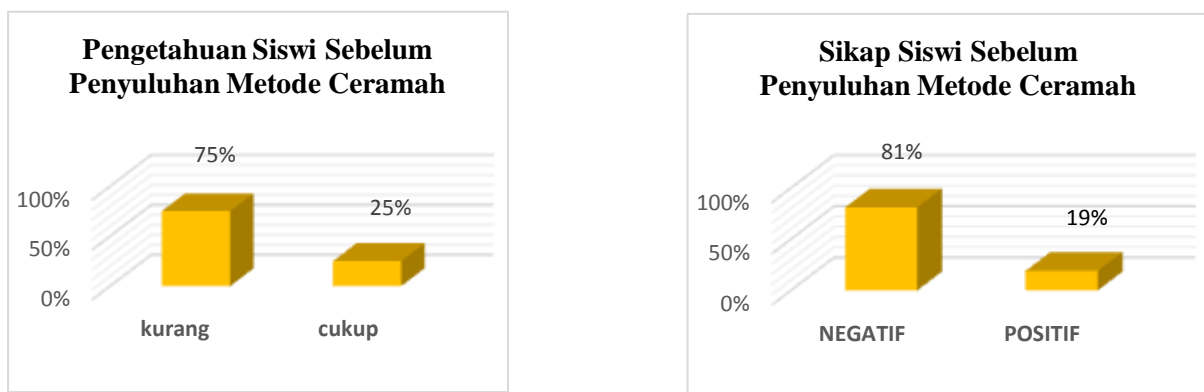 Pengetahuan Siswi Sebelum
Penyuluhan Metode Ceramah
75%
25%
100%
50%
0%
kurang
cukup
Sikap Siswi Sebelum
Penyuluhan Metode Ceramah
81%
19%
100%
50%
0%
NEGATIF
POSITIF